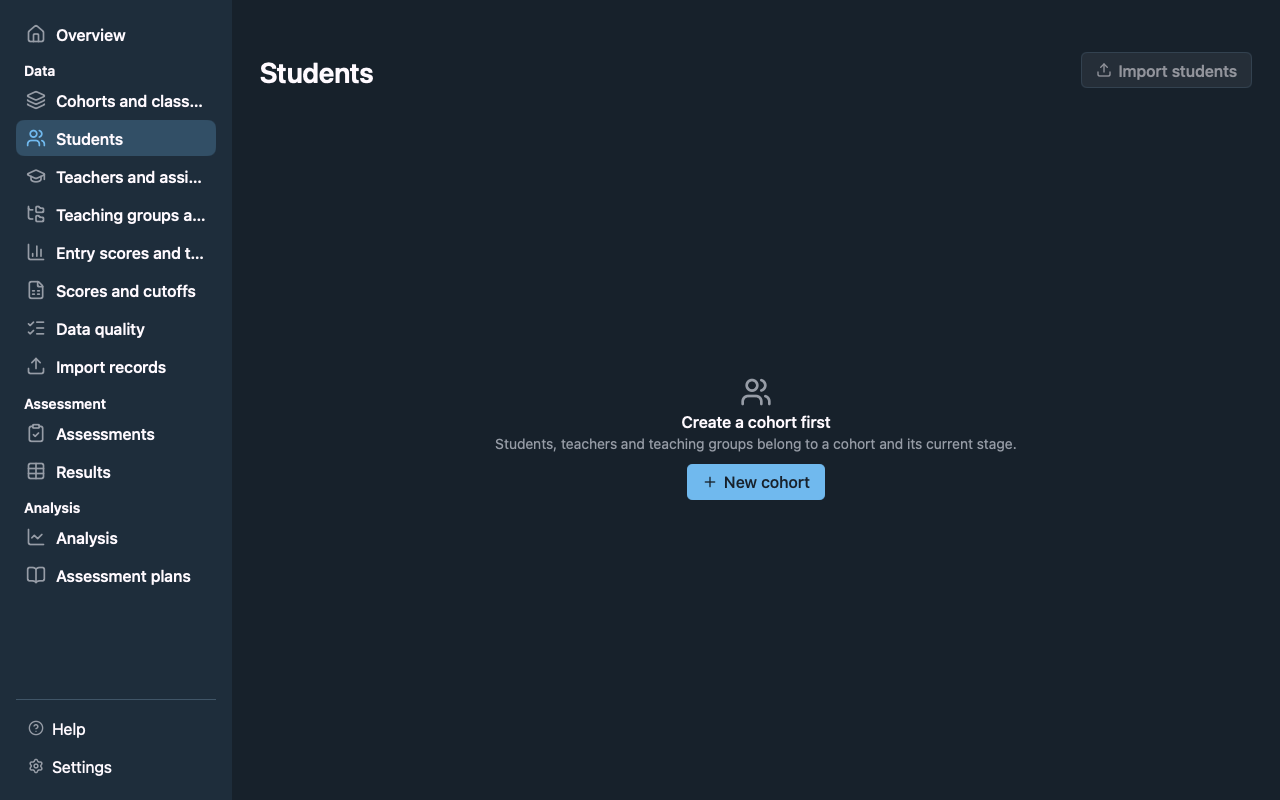 Overview
Data
Cohorts and class...
Students
Teachers and assi...
Teaching groups a...
Entry scores and t...
Scores and cutoffs
Data quality
Import records
Assessment
Assessments
Results
Analysis
Analysis
Assessment plans
Help
Settings
Students
Import students
Create a cohort first
Students, teachers and teaching groups belong to a cohort and its current stage.
New cohort